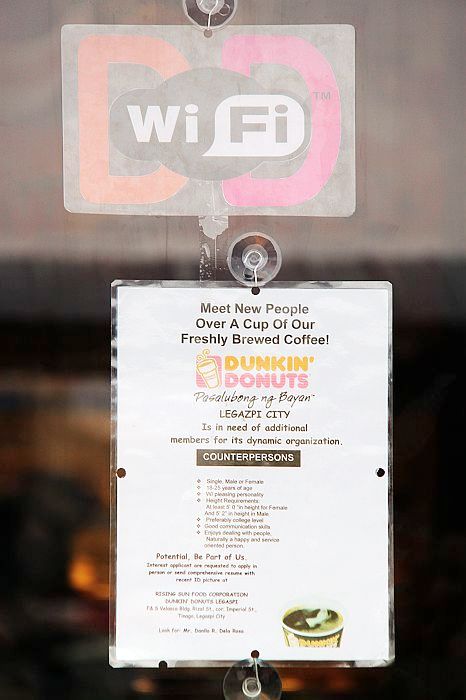 DD
WiFi
TM
Meet New People
Over A Cup Of Our
Freshly Brewed Coffee!
DUNKIN'
DONUTS
Pasalubong ng Bayan
LEGAZPI CITY
Is in need of additional
members for its dynamic organization.
COUNTERPERSONS
Single, Male or Female
18-25 years of age
W/ pleasing personality
Height Requirements:
At least 5' 0 "in height for Female
And 5' 2" in height in Male
Preferably college level
Good communication skills
Enjoys dealing with people,
Naturally a happy and service
oriented person.
Potential, Be Part of Us.
Interest applicant are requested to apply in
person or send comprehensive resume with
recent ID picture at
RISING SUN FOOD CORPORATION
DUNKIN' DONUTS LEGASPI
F& S Velasco Bldg. Rizal St., cor. Imperial St.,
Tinago, Legaspi City
Look for: Mr. Danilo R. Dela Rosa